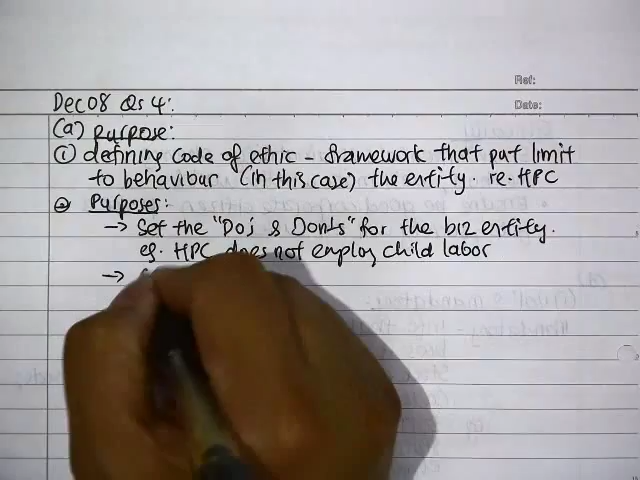 Ref:
Dec 08 Qs 4:
Date:
(a) Purpose:
① defining code of ethic - framework that put limit
to behaviour (in this case) the entity. re. HPC
② Purposes:
→ Set the "Do's & Donts" for the biz entity.
eg. HPC does not employ child labor
→